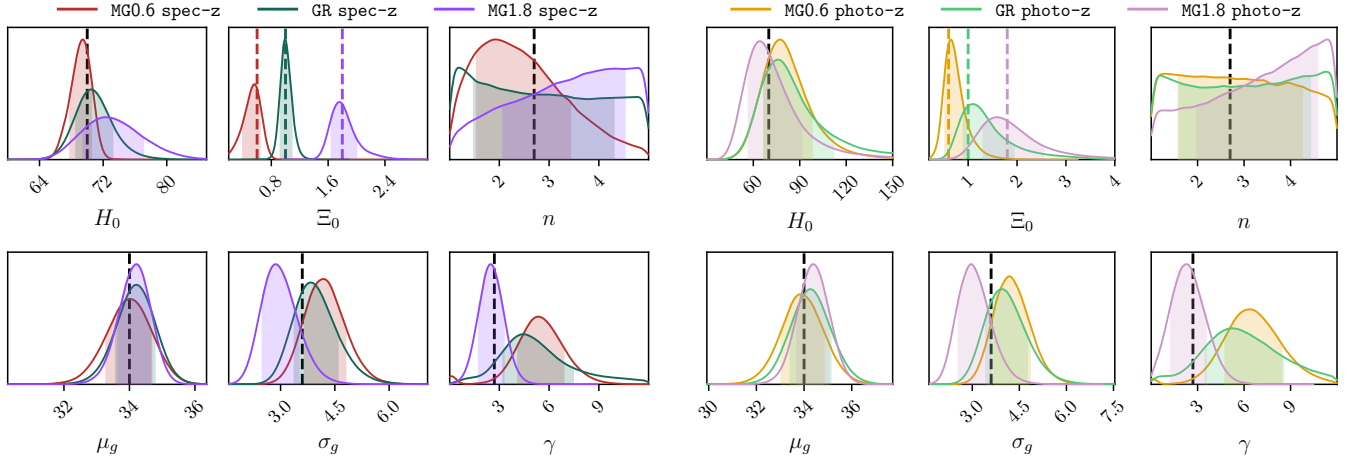 MG0.6 spec-z GR spec-z MG1.8 spec-z MG0.6 photo-z GR photo-z MG1.8 photo-z
64 72 80 0.8 1.6 2.4 2 3 4 60 90 120 150 1 2 3 4 2 3 4
H₀ Ξ₀ n H₀ Ξ₀ n
32 34 36 3.0 4.5 6.0 3 6 9 30 32 34 36 3.0 4.5 6.0 7.5 3 6 9
μg σg γ μg σg γ